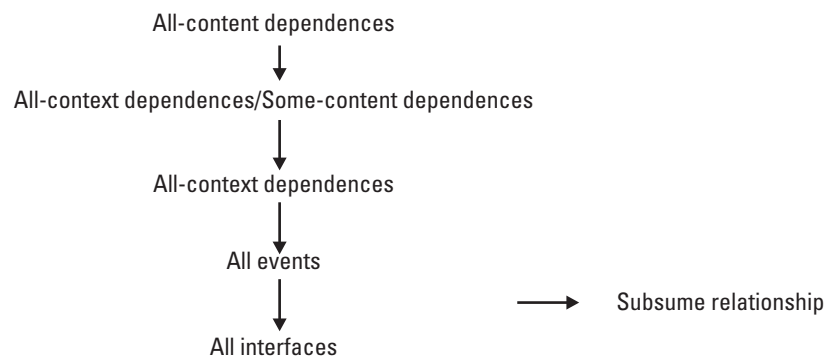 All-content dependences
All-context dependences/Some-content dependences
All-context dependences
All events
Subsume relationship
All interfaces